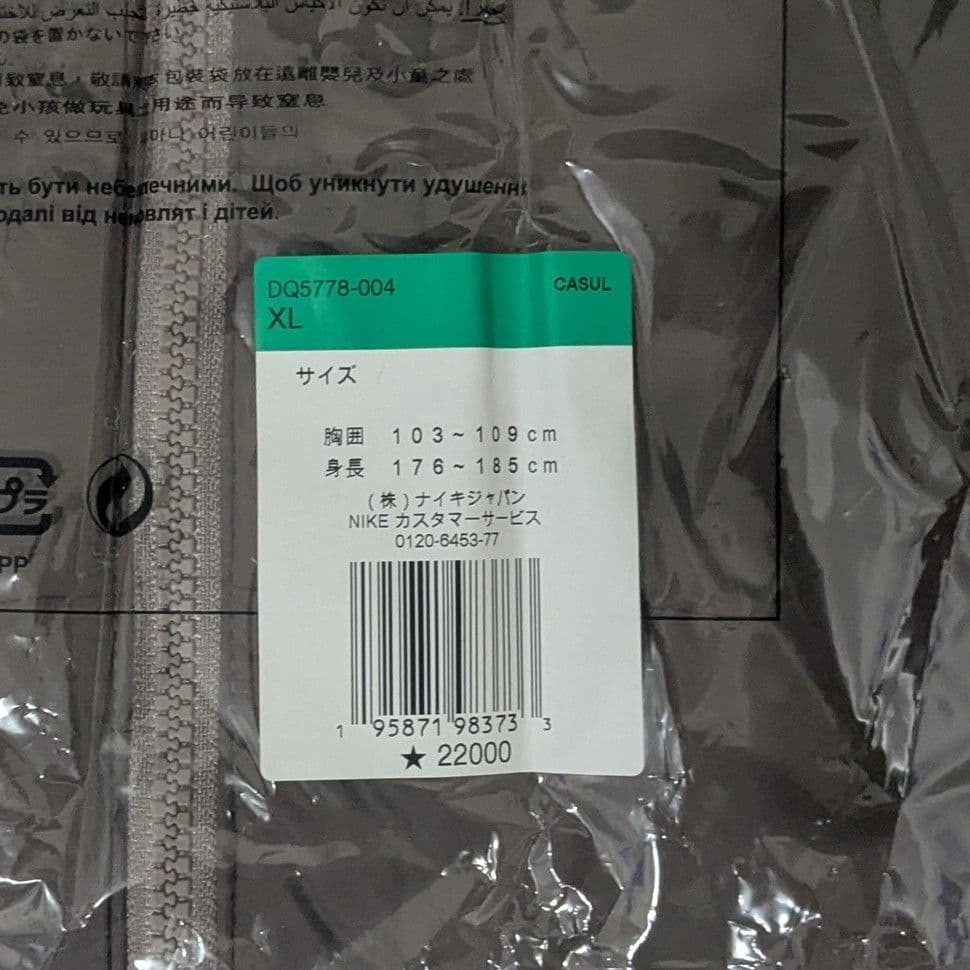 の袋を置かないで下さい
致窒息，敬請 包裝袋放在遠離嬰兒及小童之處
小孩做玩具 用途而导致窒息
수 있으므로 아니 어린이들의
ть бути небезпечними. Щоб уникнути удушення
одалі від немовлят і дітей.
DQ5778-004 CASUL
XL
サイズ
胸囲 103~109cm
身長 176~185cm
(株)ナイキジャパン
NIKE カスタマーサービス
0120-6453-77
プラ
PP
1 95871 98373 3
★ 22000